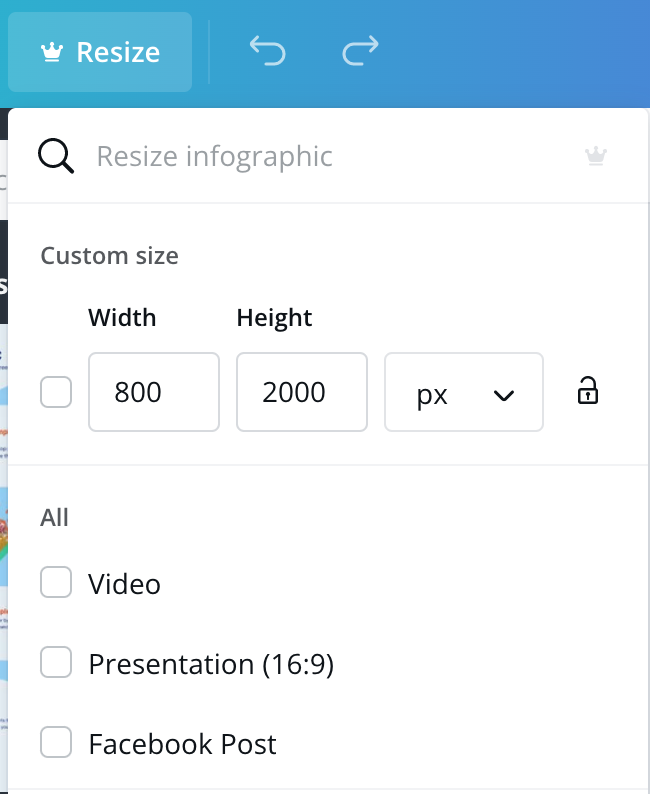 Resize
Resize infographic
Custom size
Width Height
800 2000 px
All
Video
Presentation (16:9)
Facebook Post